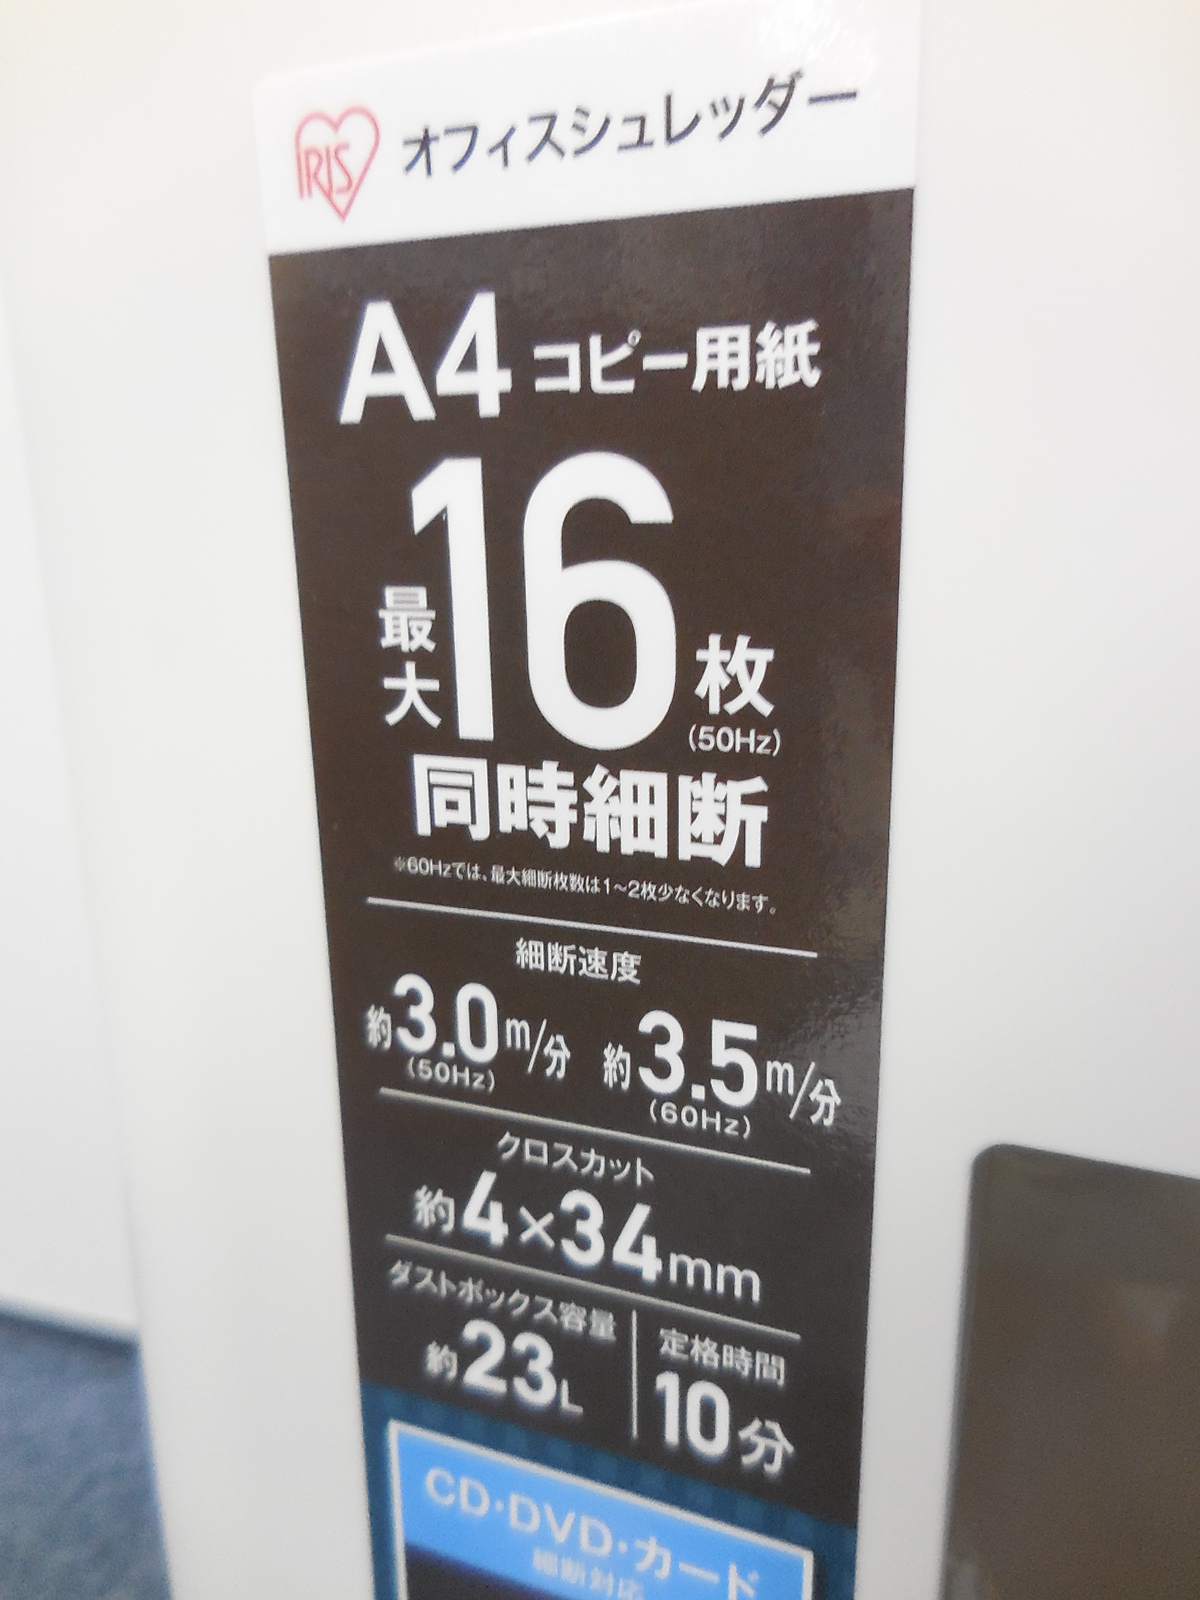 IRIS オフィスシュレッダー
A4 コピー用紙
最大16枚
(50Hz)
同時細断
※60Hzでは、最大細断枚数は1～2枚少なくなります。
細断速度
約3.0m/分 約3.5m/分
(50Hz) (60Hz)
クロスカット
約4×34mm
ダストボックス容量 定格時間
約23L 10分
CD・DVD・カード
細断対応